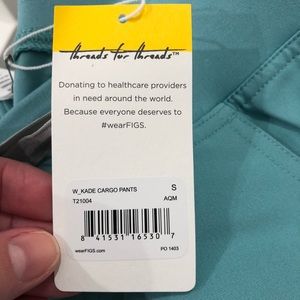 threads for threads™
Donating to healthcare providers
in need around the world.
Because everyone deserves to
#wearFIGS.
W_KADE CARGO PANTS S
T21004 AQM
8 41531 16530 7
wearFIGS.com PO 1403